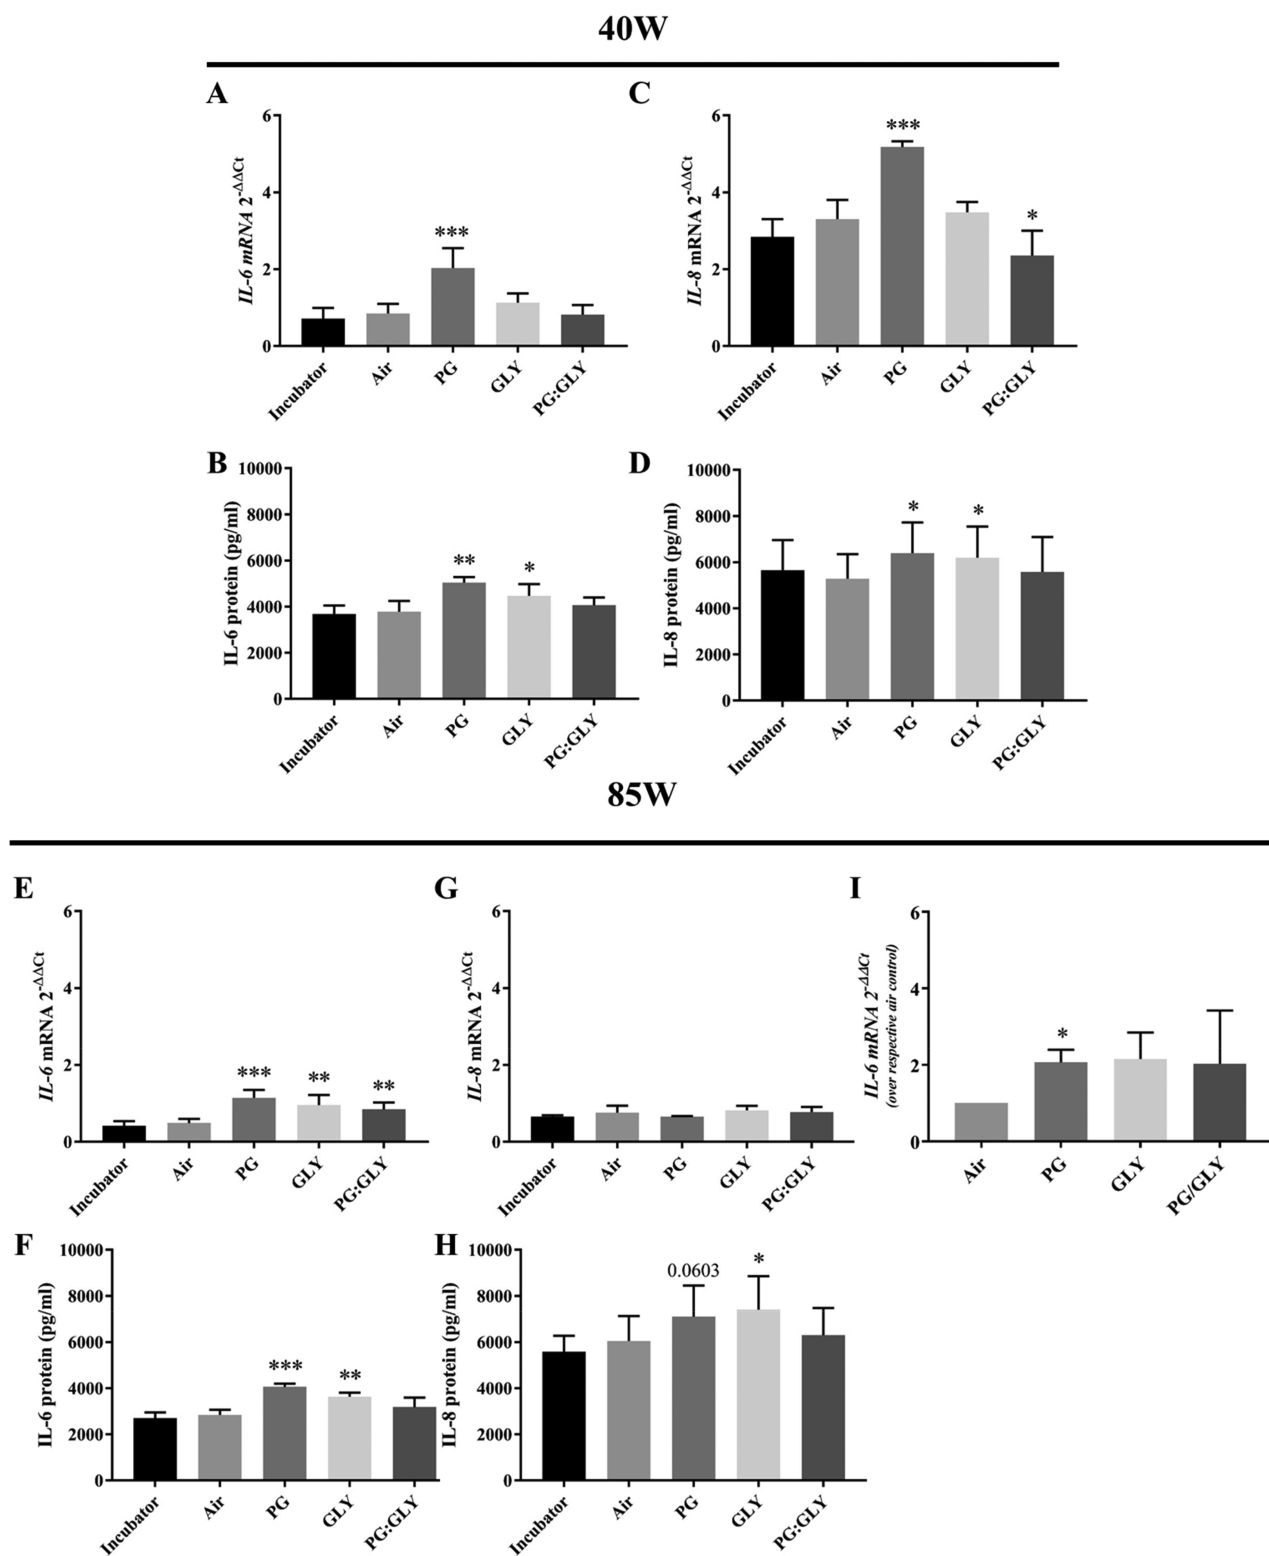 40W
A
IL-6 mRNA 2-ΔΔCt
6
4
2
0
***
Incubator
Air
PG
GLY
PG:GLY
C
IL-8 mRNA 2-ΔΔCt
6
4
2
0
***
*
Incubator
Air
PG
GLY
PG:GLY
B
IL-6 protein (pg/ml)
10000
8000
6000
4000
2000
0
**
*
Incubator
Air
PG
GLY
PG:GLY
D
IL-8 protein (pg/ml)
10000
8000
6000
4000
2000
0
*
*
Incubator
Air
PG
GLY
PG:GLY
85W
E
IL-6 mRNA 2-ΔΔCt
6
4
2
0
***
**
**
Incubator
Air
PG
GLY
PG:GLY
G
IL-8 mRNA 2-ΔΔCt
6
4
2
0
Incubator
Air
PG
GLY
PG:GLY
I
IL-6 mRNA 2-ΔΔCt
(over respective air control)
6
4
2
0
*
Air
PG
GLY
PG/GLY
F
IL-6 protein (pg/ml)
10000
8000
6000
4000
2000
0
***
**
Incubator
Air
PG
GLY
PG:GLY
H
IL-8 protein (pg/ml)
10000
8000
6000
4000
2000
0
0.0603
*
Incubator
Air
PG
GLY
PG:GLY